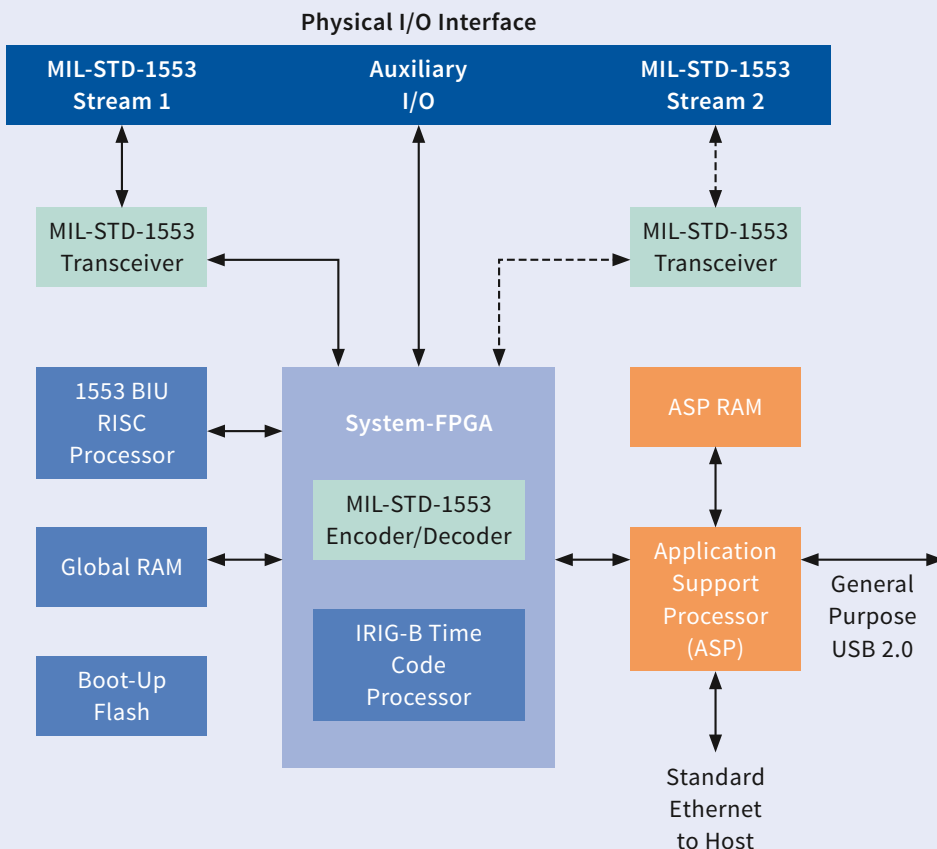 Physical I/O Interface
MIL-STD-1553
Stream 1
Auxiliary
I/O
MIL-STD-1553
Stream 2
MIL-STD-1553
Transceiver
MIL-STD-1553
Transceiver
1553 BIU
RISC
Processor
System-FPGA
ASP RAM
MIL-STD-1553
Encoder/Decoder
Global RAM
Application
Support
Processor
(ASP)
General
Purpose
USB 2.0
IRIG-B Time
Code
Processor
Boot-Up
Flash
Standard
Ethernet
to Host